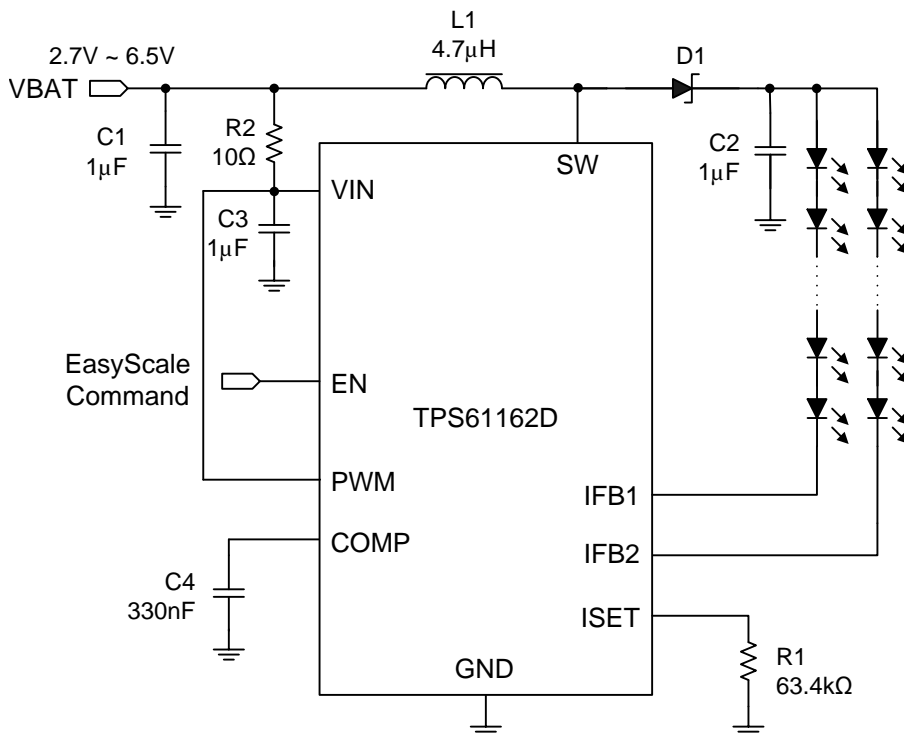 L1
4.7μH
2.7V ~ 6.5V
VBAT
D1
C1
1μF
R2
10Ω
C2
1μF
SW
VIN
C3
1μF
EasyScale
Command
EN
TPS61162D
PWM
IFB1
COMP
IFB2
C4
330nF
ISET
R1
63.4kΩ
GND